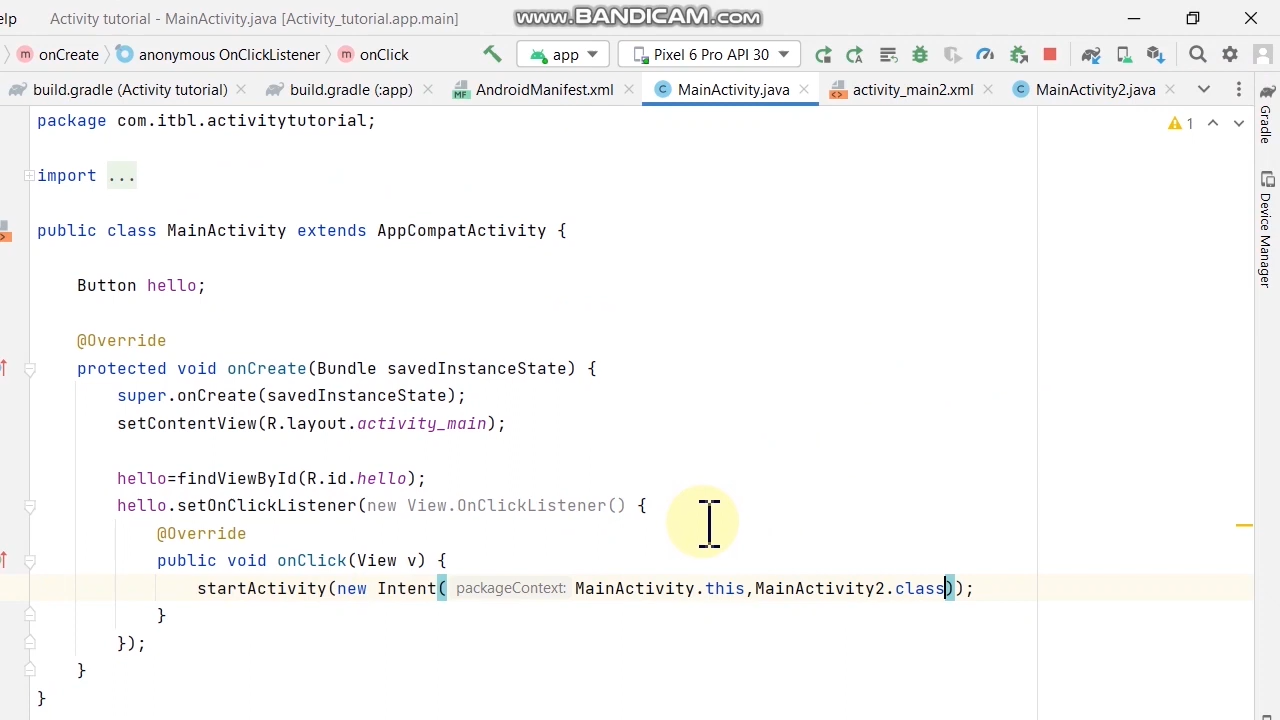 elp Activity tutorial - MainActivity.java [Activity_tutorial.app.main] www.BANDICAM.com
onCreate anonymous OnClickListener onClick app Pixel 6 Pro API 30
build.gradle (Activity tutorial) build.gradle (:app) AndroidManifest.xml MainActivity.java activity_main2.xml MainActivity2.java
package com.itbl.activitytutorial; 1
import ...
public class MainActivity extends AppCompatActivity {
Button hello;
@Override
protected void onCreate(Bundle savedInstanceState) {
super.onCreate(savedInstanceState);
setContentView(R.layout.activity_main);
hello=findViewById(R.id.hello);
hello.setOnClickListener(new View.OnClickListener() {
@Override
public void onClick(View v) {
startActivity(new Intent( packageContext: MainActivity.this,MainActivity2.class));
}
});
}
}
Gradle
Device Manager